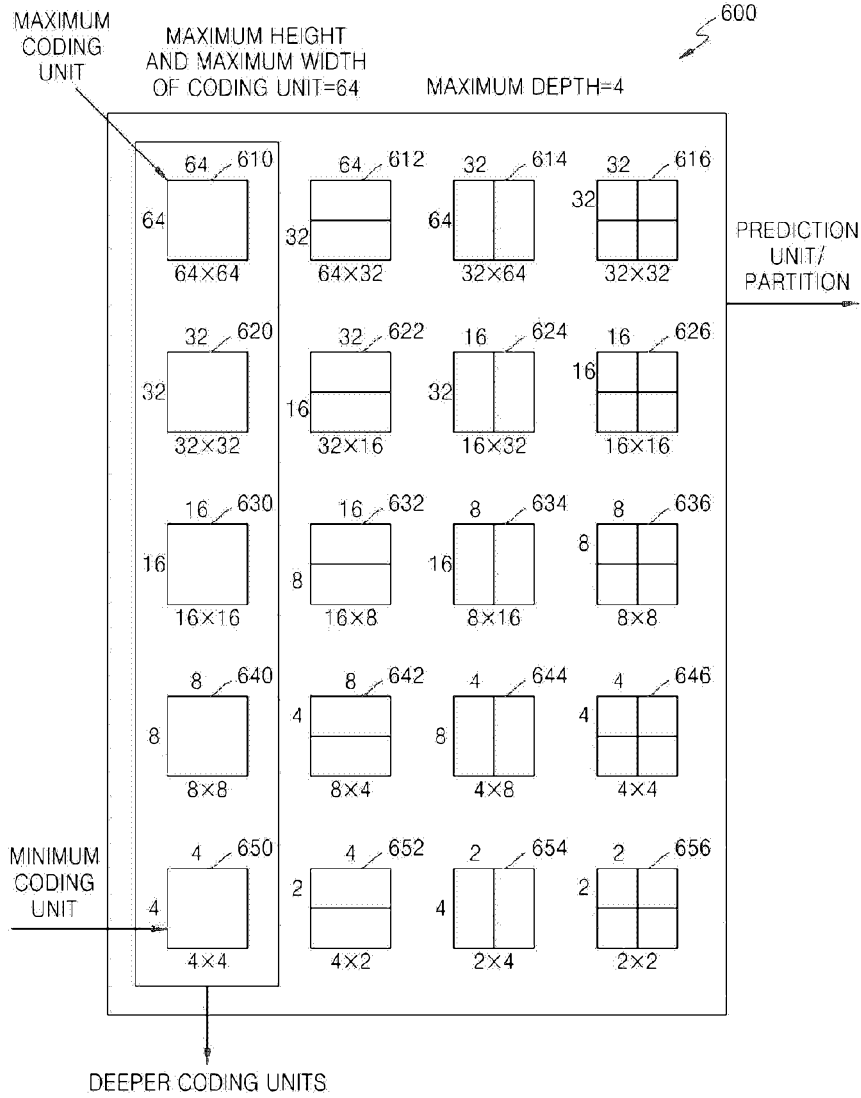 600
MAXIMUM
CODING
UNIT
MAXIMUM HEIGHT
AND MAXIMUM WIDTH
OF CODING UNIT=64
MAXIMUM DEPTH=4
64 610 64 612 32 614 32 616
64 32 64 32
64×64 64×32 32×64 32×32
PREDICTION
UNIT/
PARTITION
32 620 32 622 16 624 16 626
32 16 32 16
32×32 32×16 16×32 16×16
16 630 16 632 8 634 8 636
16 8 16 8
16×16 16×8 8×16 8×8
8 640 8 642 4 644 4 646
8 4 8 4
8×8 8×4 4×8 4×4
MINIMUM
CODING
UNIT
4 650 4 652 2 654 2 656
4 2 4 2
4×4 4×2 2×4 2×2
DEEPER CODING UNITS